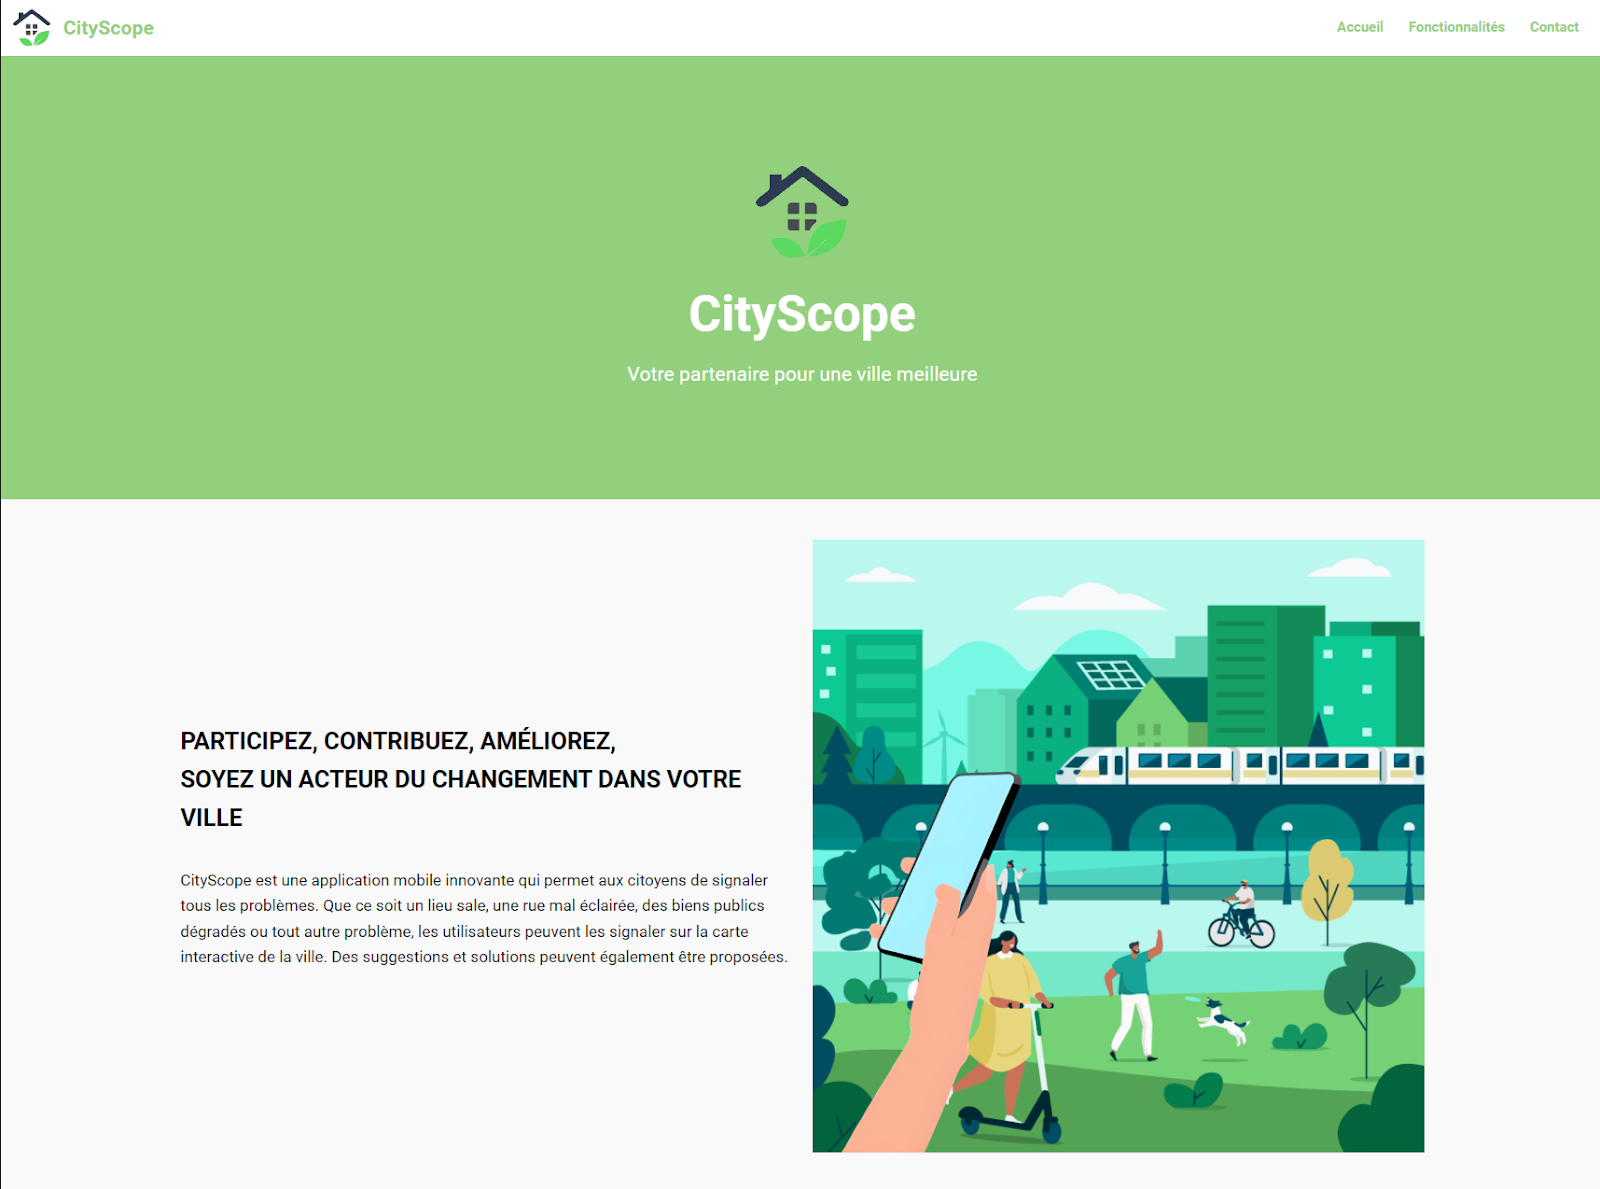 CityScope
Accueil Fonctionnalités Contact
CityScope
Votre partenaire pour une ville meilleure
PARTICIPEZ, CONTRIBUEZ, AMÉLIOREZ,
SOYEZ UN ACTEUR DU CHANGEMENT DANS VOTRE
VILLE
CityScope est une application mobile innovante qui permet aux citoyens de signaler
tous les problèmes. Que ce soit un lieu sale, une rue mal éclairée, des biens publics
dégradés ou tout autre problème, les utilisateurs peuvent les signaler sur la carte
interactive de la ville. Des suggestions et solutions peuvent également être proposées.